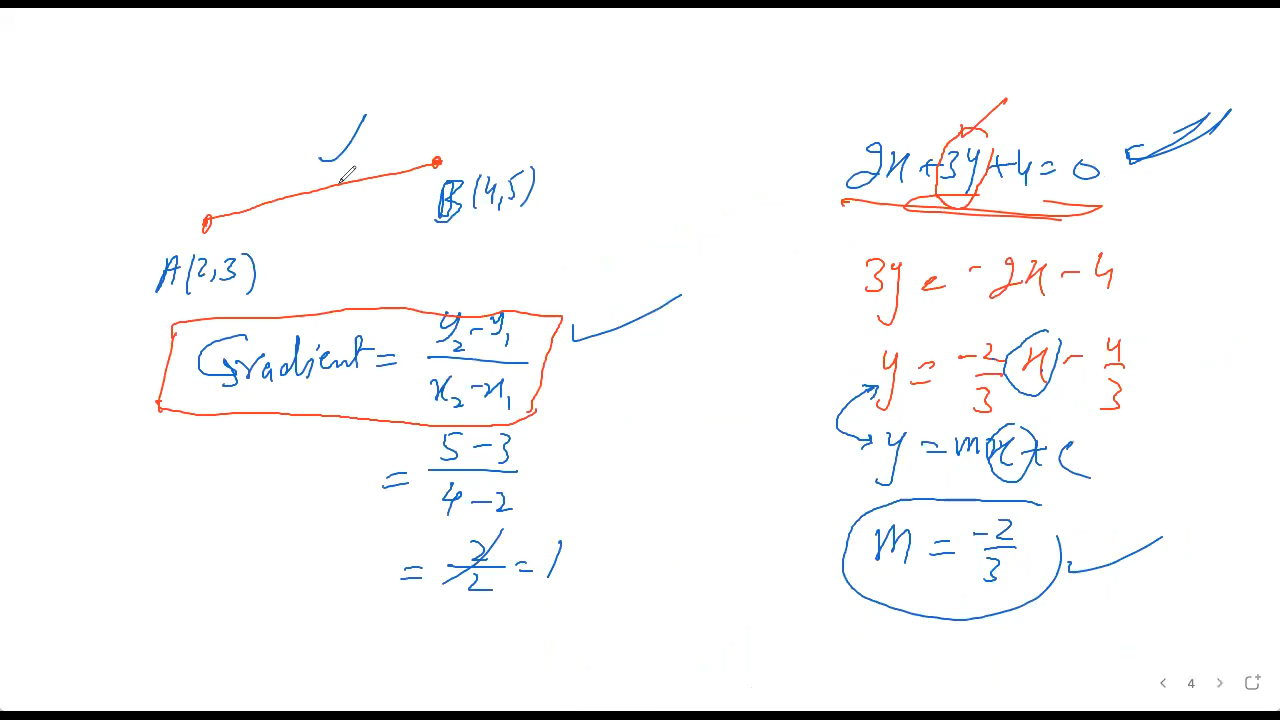 B(4,5)
A(2,3)
Gradient = y₂-y₁ / x₂-x₁
= 5-3 / 4-2
= 2/2 = 1
2x+3y+4=0
3y = -2x-4
y = -2/3 x - 4/3
y = mx+c
m = -2/3
4